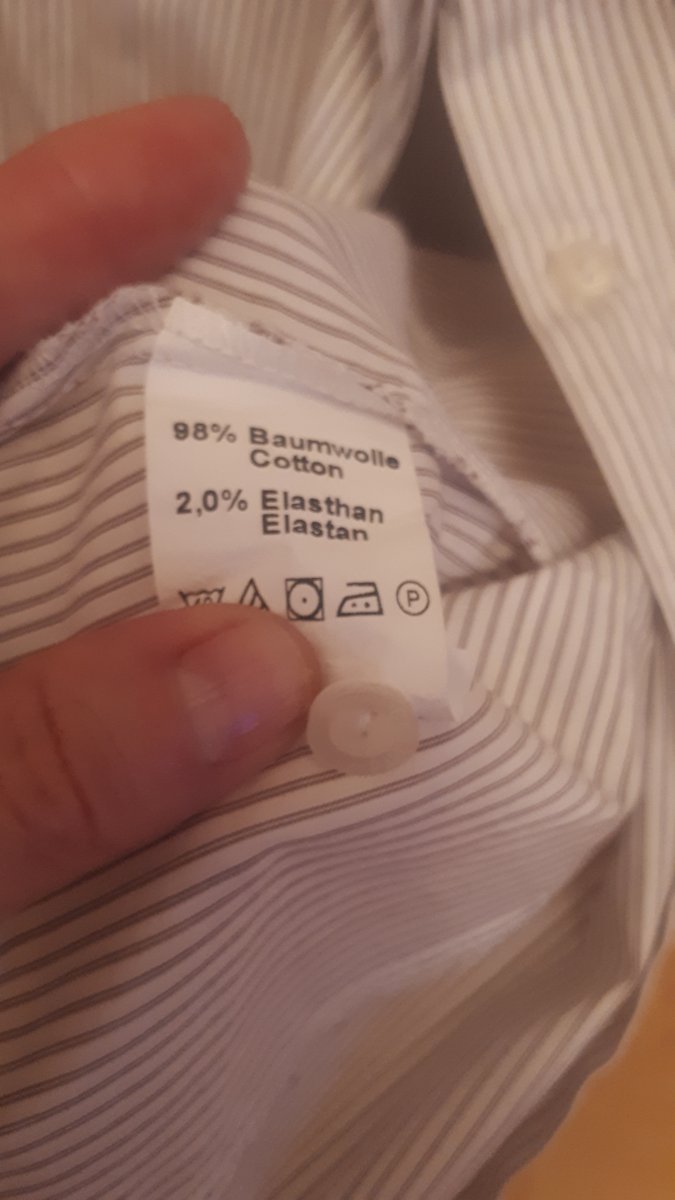 98% Baumwolle
Cotton
2,0% Elasthan
Elastan
P